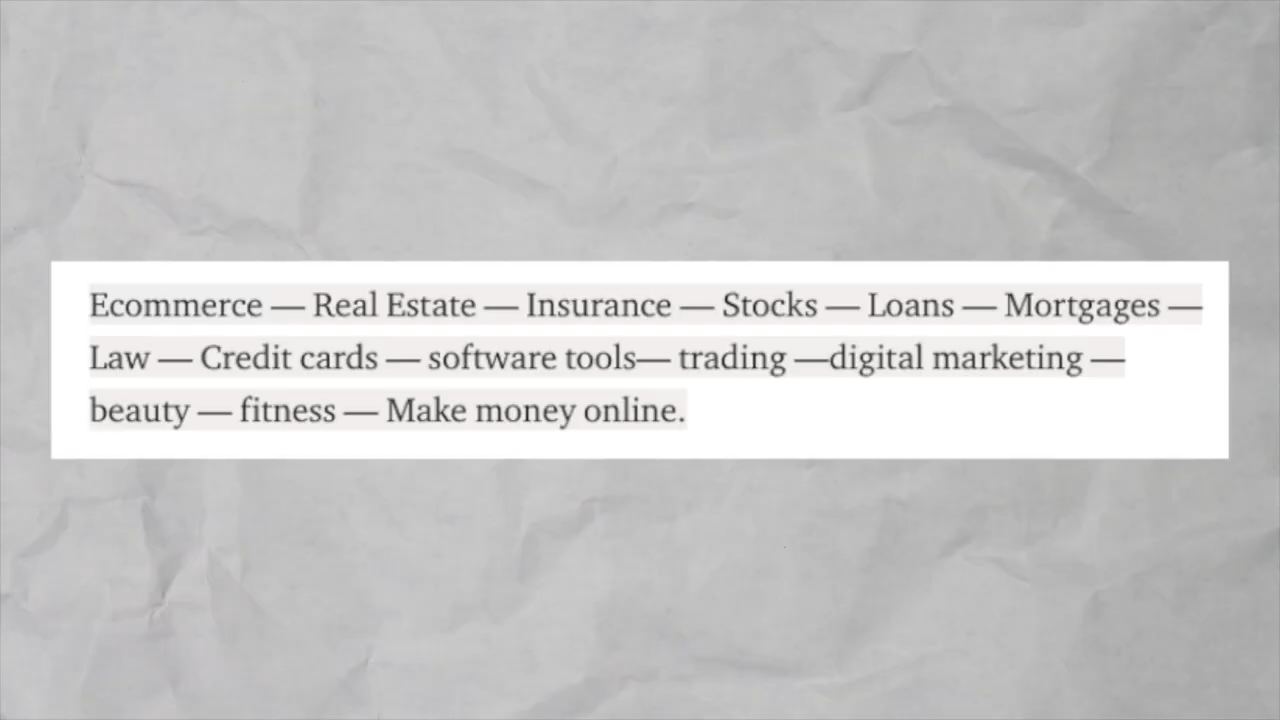 Ecommerce — Real Estate — Insurance — Stocks — Loans — Mortgages —
Law — Credit cards — software tools— trading —digital marketing —
beauty — fitness — Make money online.